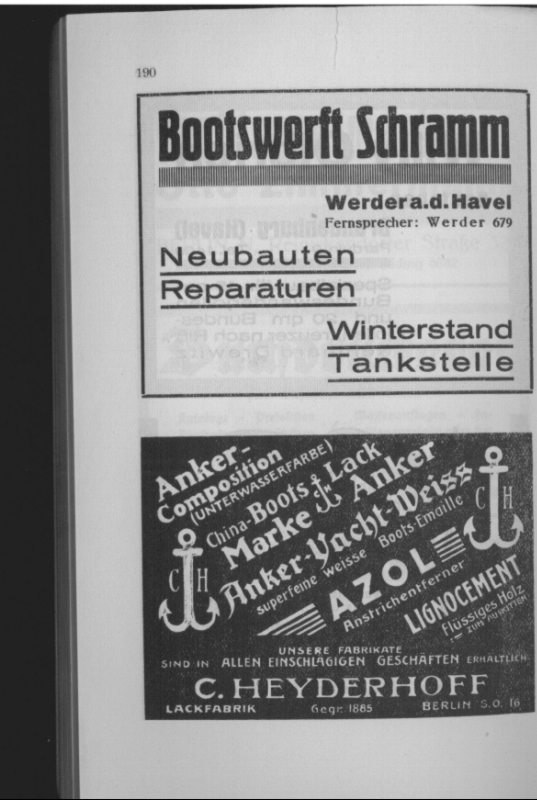 190
Bootswerft Schramm
Werder a.d. Havel
Fernsprecher: Werder 679
Neubauten
Reparaturen
Winterstand
Tankstelle
Anker-
Composition
(UNTERWASSERFARBE)
China-Boots Lack
Marke Anker
Anker-Yacht-Weiss
superfeine weisse Boots-Emaille
C H
C H
AZOL
Anstrichentferner
LIGNOCEMENT
Flüssiges Holz
ZUM
UNSERE FABRIKATE
SIND IN ALLEN EINSCHLÄGIGEN GESCHÄFTEN ERHÄLTLICH
C. HEYDERHOFF
LACKFABRIK Gegr. 1885 BERLIN S.O. 16